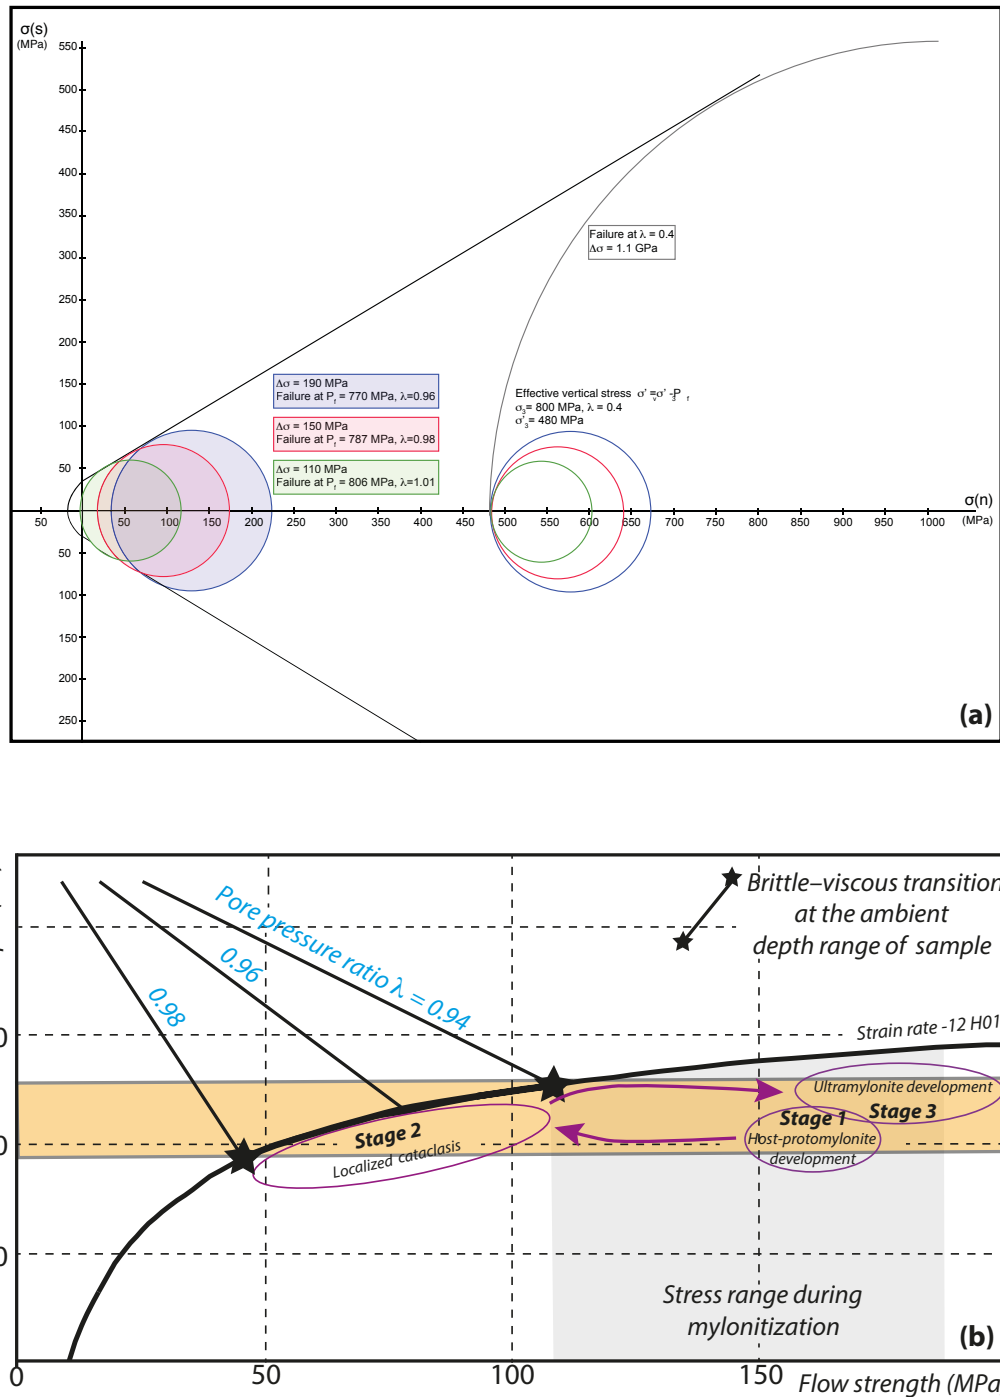 σ(s)
(MPa)
550
500
450
400
350
300
250
200
150
100
50
50
100
150
200
250
50
50
100
150
200
250
300
350
400
450
500
550
600
650
700
750
800
850
900
950
1000
σ(n)
(MPa)
Failure at λ = 0.4
Δσ = 1.1 GPa
Δσ = 190 MPa
Failure at Pf = 770 MPa, λ=0.96
Δσ = 150 MPa
Failure at Pf = 787 MPa, λ=0.98
Δσ = 110 MPa
Failure at Pf = 806 MPa, λ=1.01
Effective vertical stress σ'v=σ'3-Pf
σ3= 800 MPa, λ = 0.4
σ'3= 480 MPa
(a)
Pore pressure ratio λ = 0.94
0.96
0.98
Brittle–viscous transition
at the ambient
depth range of sample
Strain rate -12 H01
Ultramylonite development
Stage 3
Stage 1
Host-protomylonite
development
Stage 2
Localized cataclasis
Stress range during
mylonitization
(b)
0
0
0
0
50
100
150
Flow strength (MPa